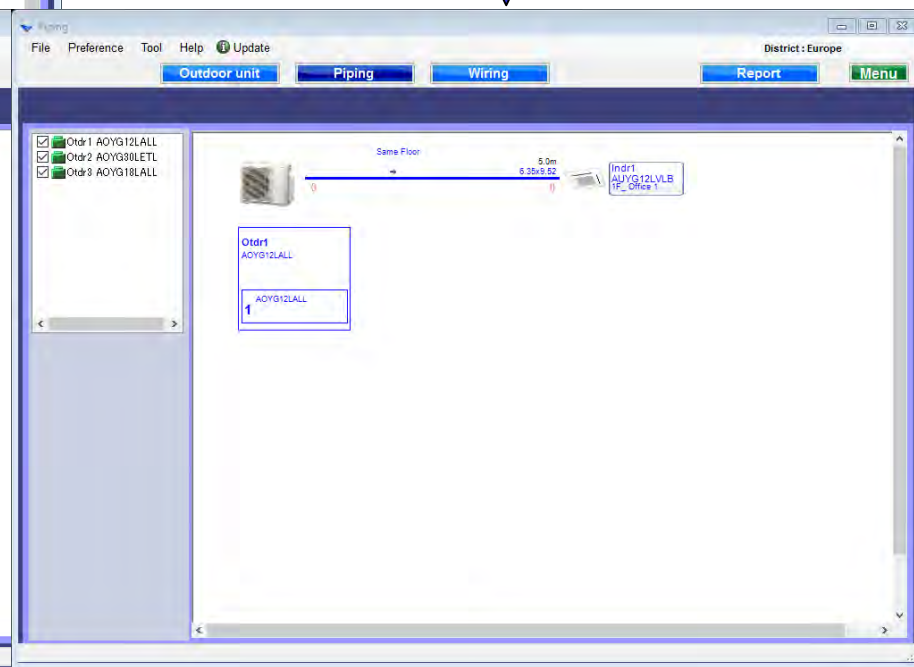 Piping
File Preference Tool Help Update
District : Europe
Outdoor unit Piping Wiring Report Menu
Otdr1 AOYG12LALL
Otdr2 AOYG30LETL
Otdr3 AOYG18LALL
Same Floor
5.0m
6.35x9.52
Indr1
AUYG12LVLB
1F_ Office 1
Otdr1
AOYG12LALL
AOYG12LALL
1